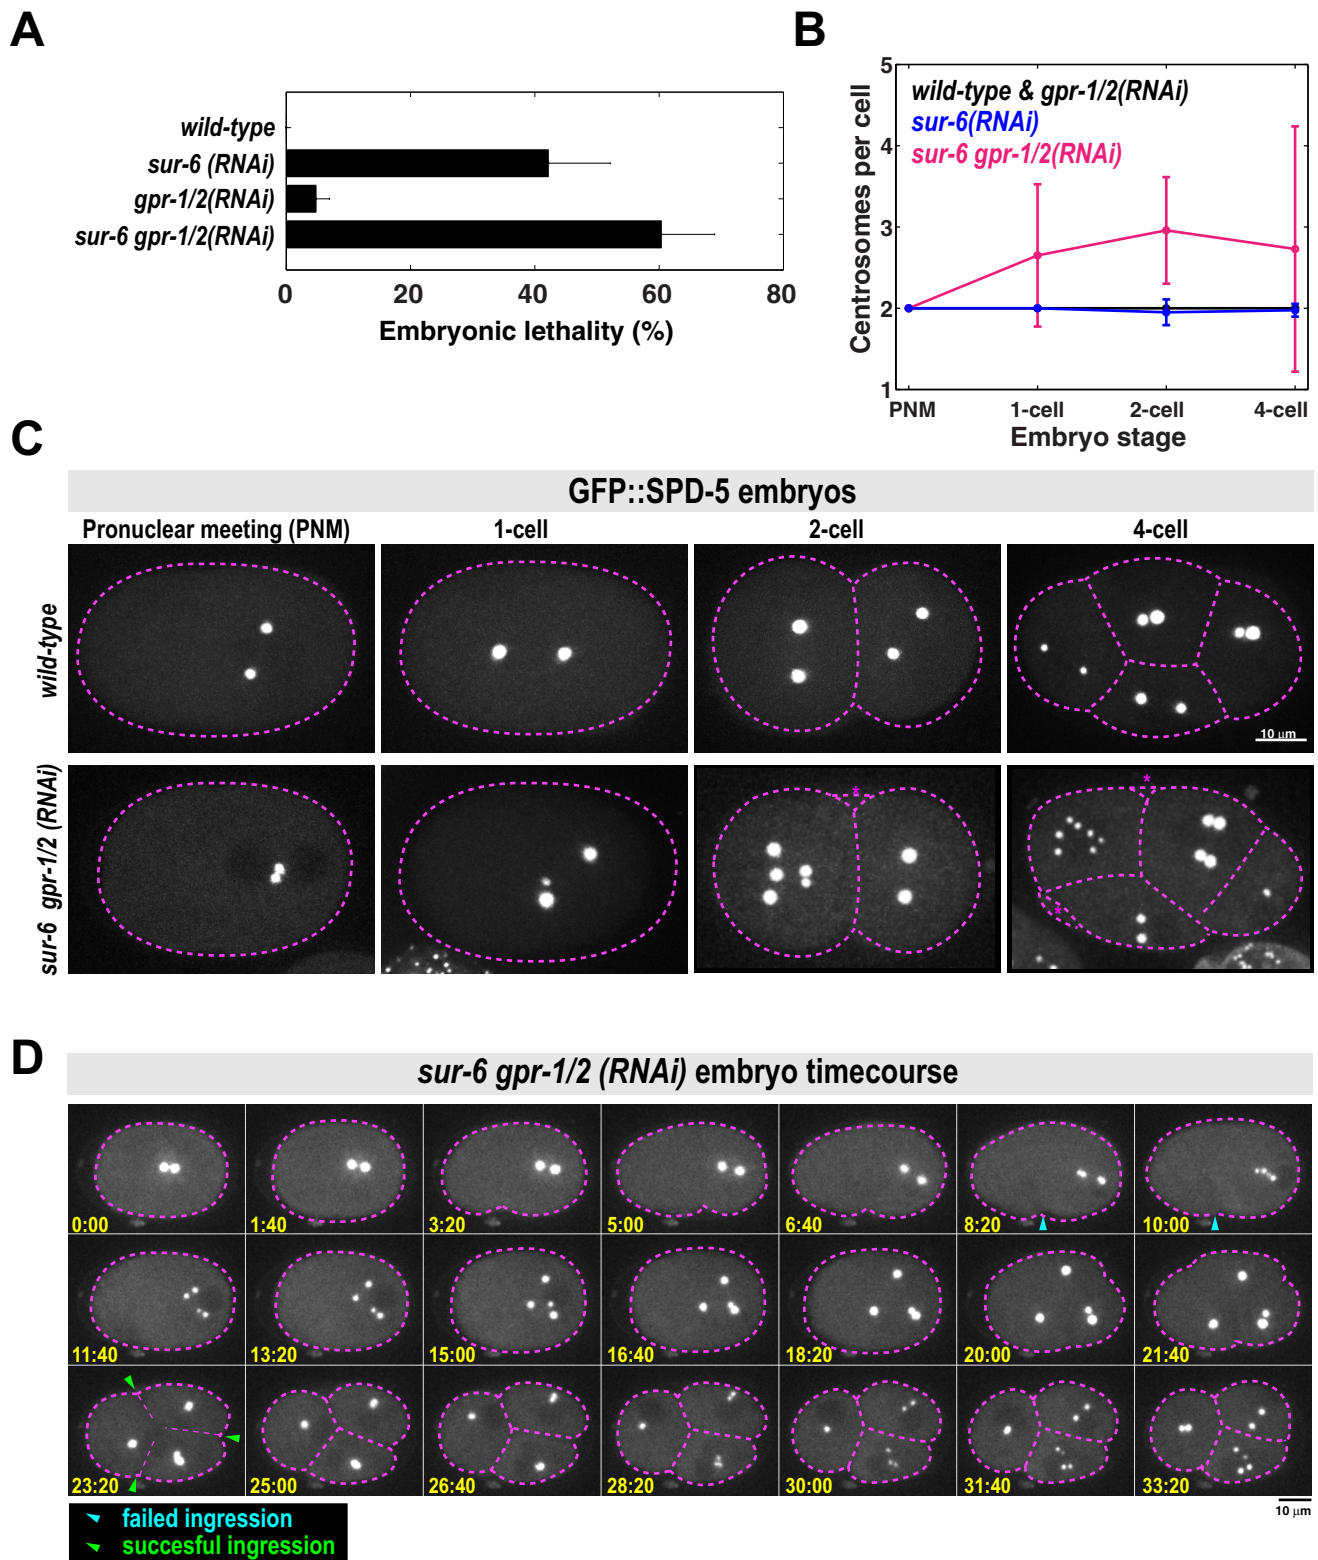 A
wild-type
sur-6 (RNAi)
gpr-1/2(RNAi)
sur-6 gpr-1/2(RNAi)
0 20 40 60 80
Embryonic lethality (%)
B
5
4
3
2
1
Centrosomes per cell
wild-type & gpr-1/2(RNAi)
sur-6(RNAi)
sur-6 gpr-1/2(RNAi)
PNM 1-cell 2-cell 4-cell
Embryo stage
C
GFP::SPD-5 embryos
Pronuclear meeting (PNM) 1-cell 2-cell 4-cell
wild-type
10 µm
sur-6 gpr-1/2 (RNAi)
*
*
*
D
sur-6 gpr-1/2 (RNAi) embryo timecourse
0:00 1:40 3:20 5:00 6:40 8:20 10:00
11:40 13:20 15:00 16:40 18:20 20:00 21:40
23:20 25:00 26:40 28:20 30:00 31:40 33:20
10 µm
failed ingression
succesful ingression